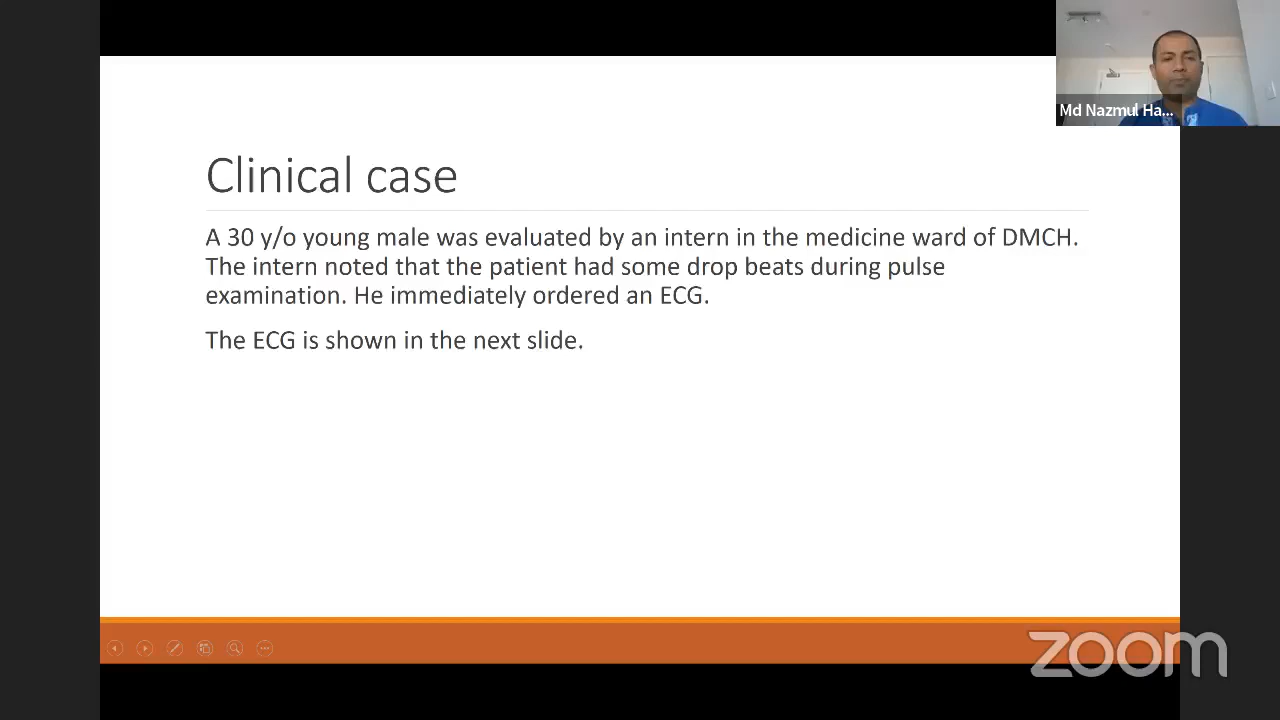 Md Nazmul Ha...
Clinical case
A 30 y/o young male was evaluated by an intern in the medicine ward of DMCH.
The intern noted that the patient had some drop beats during pulse
examination. He immediately ordered an ECG.
The ECG is shown in the next slide.
zoom